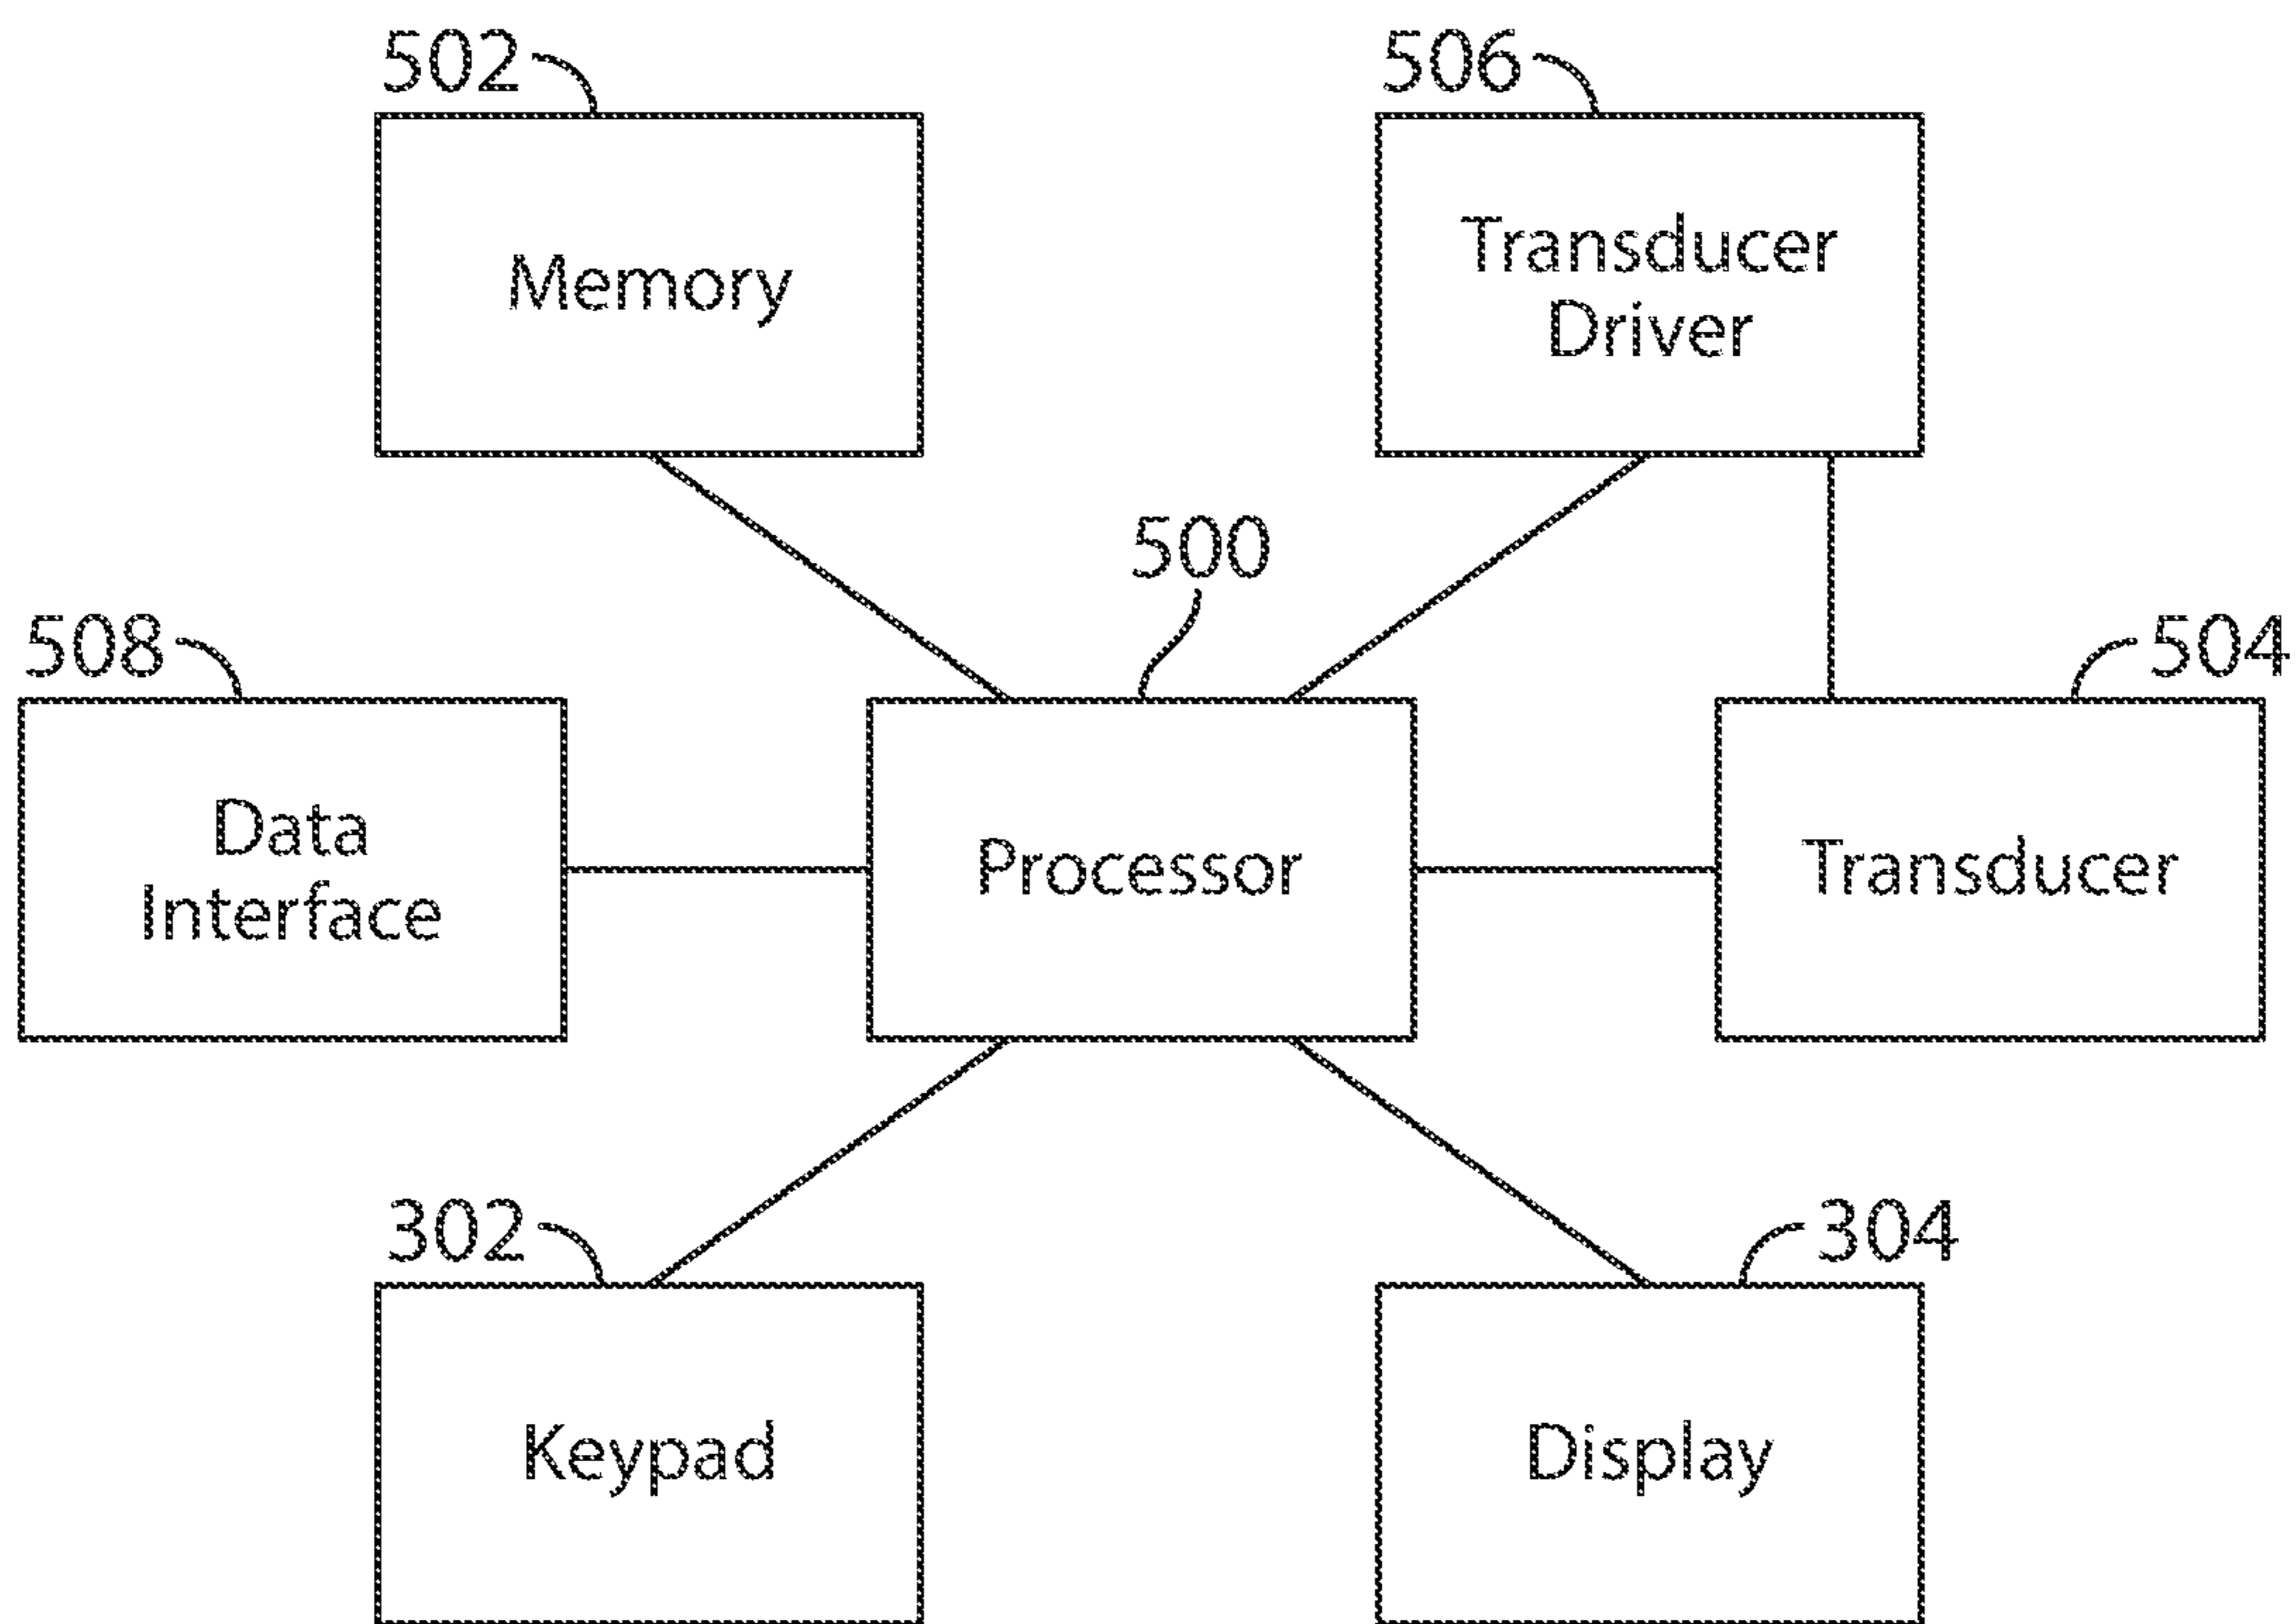 502
506
Memory
Transducer
Driver
500
508
504
Data
Interface
Processor
Transducer
302
304
Keypad
Display